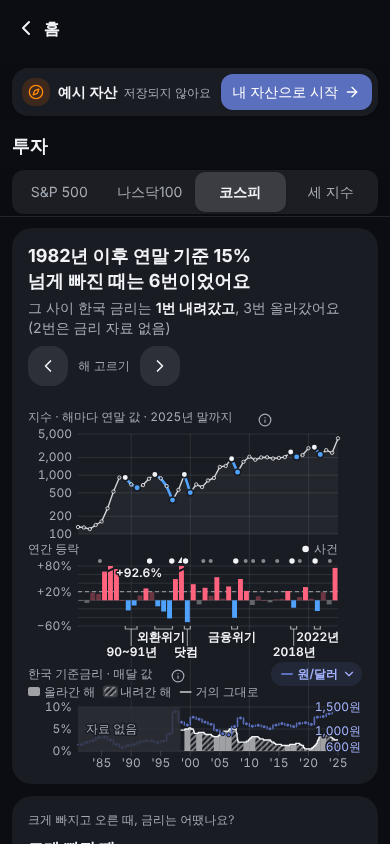 홈
예시 자산 저장되지 않아요 내 자산으로 시작
투자
S&P 500 나스닥100 코스피 세 지수
1982년 이후 연말 기준 15%
넘게 빠진 때는 6번이었어요
그 사이 한국 금리는 1번 내려갔고, 3번 올라갔어요
(2번은 금리 자료 없음)
해 고르기
지수 · 해마다 연말 값 · 2025년 말까지
5,000
2,000
1,000
500
200
100
연간 등락 사건
+80%
+92.6%
+20%
−60%
외환위기 금융위기 2022년
90~91년 닷컴 2018년
한국 기준금리 · 매달 값 원/달러
올라간 해 내려간 해 거의 그대로
10% 1,500원
자료 없음
5% 1,000원
600원
0%
'85 '90 '95 '00 '05 '10 '15 '20 '25
크게 빠지고 오른 때, 금리는 어땠나요?